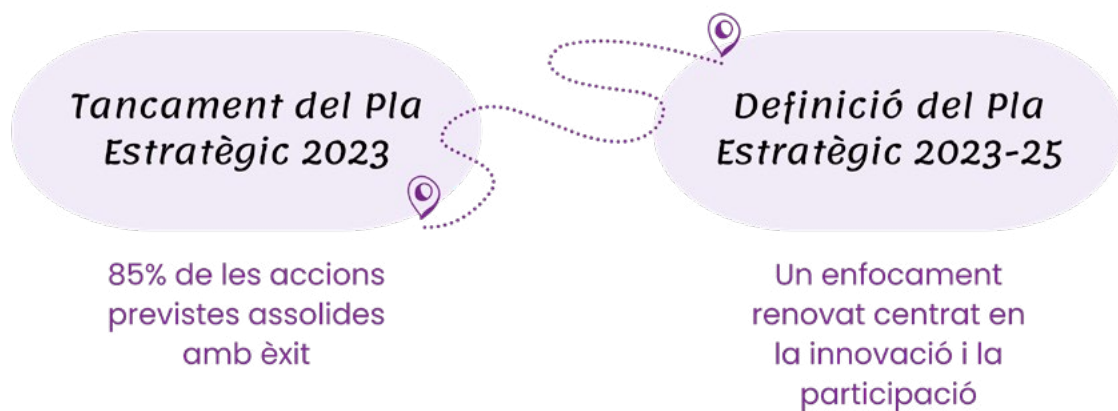 Tancament del Pla
Estratègic 2023
85% de les accions
previstes assolides
amb èxit
Definició del Pla
Estratègic 2023-25
Un enfocament
renovat centrat en
la innovació i la
participació